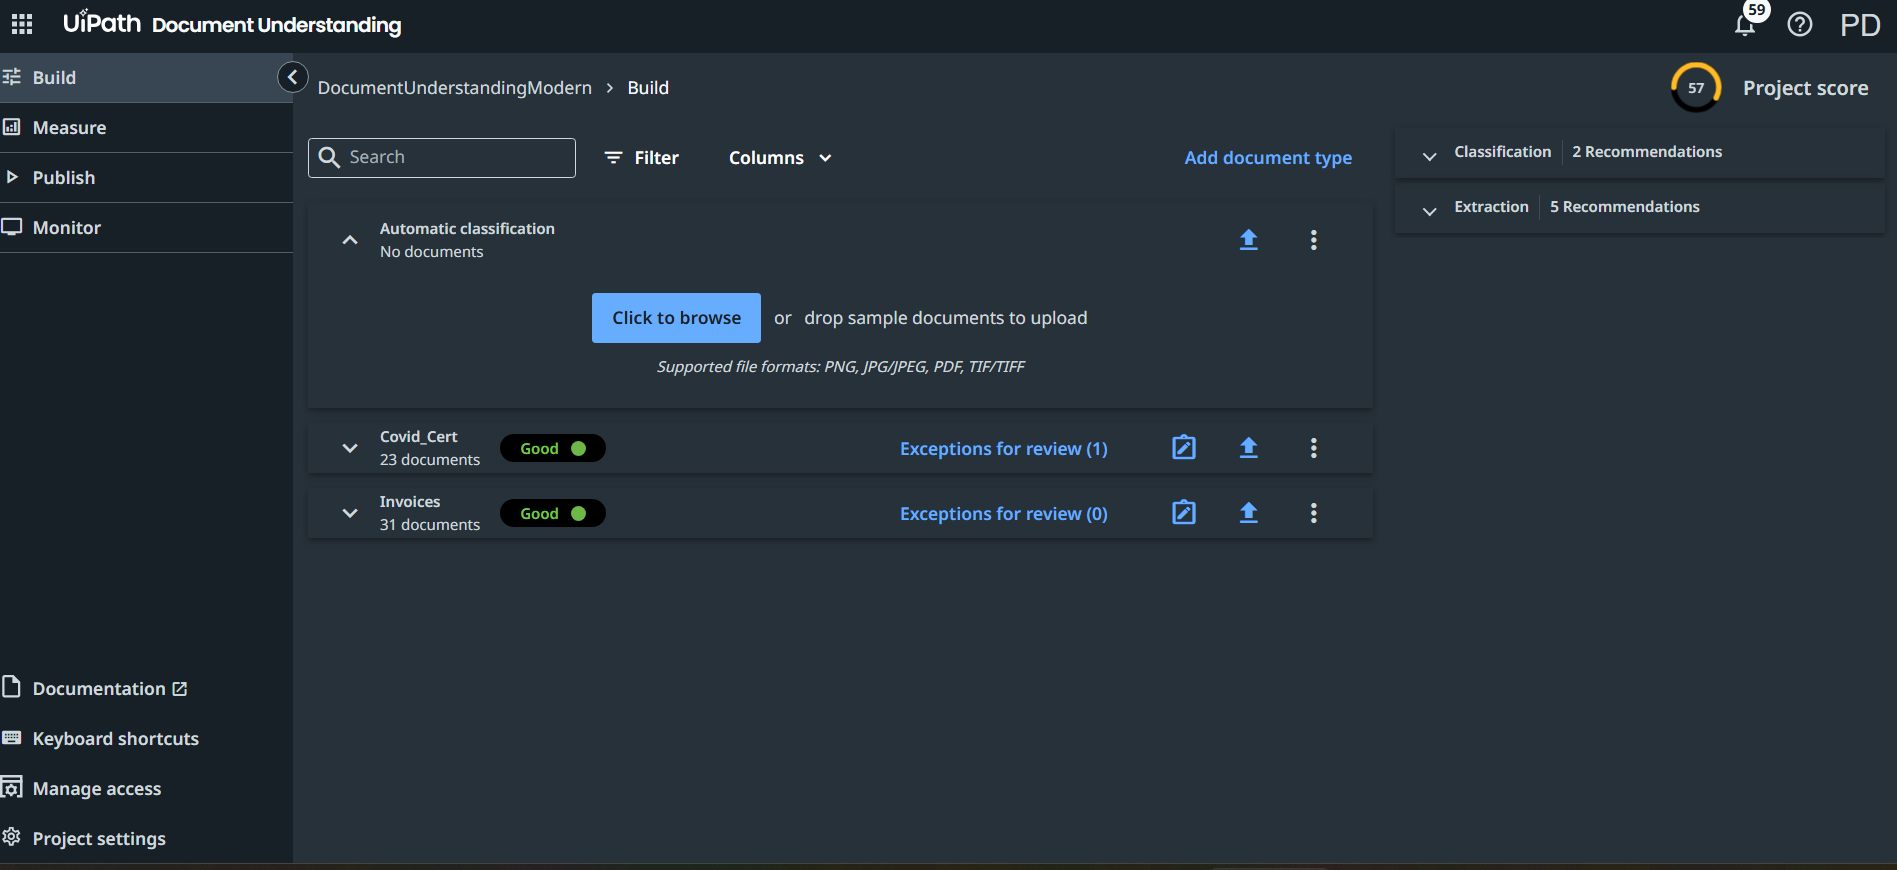 UiPath Document Understanding
59
PD
Build
Measure
Publish
Monitor
Documentation
Keyboard shortcuts
Manage access
Project settings
DocumentUnderstandingModern > Build
57 Project score
Search
Filter
Columns
Add document type
Automatic classification
No documents
Click to browse or drop sample documents to upload
Supported file formats: PNG, JPG/JPEG, PDF, TIF/TIFF
Covid_Cert
23 documents
Good
Exceptions for review (1)
Invoices
31 documents
Good
Exceptions for review (0)
Classification 2 Recommendations
Extraction 5 Recommendations